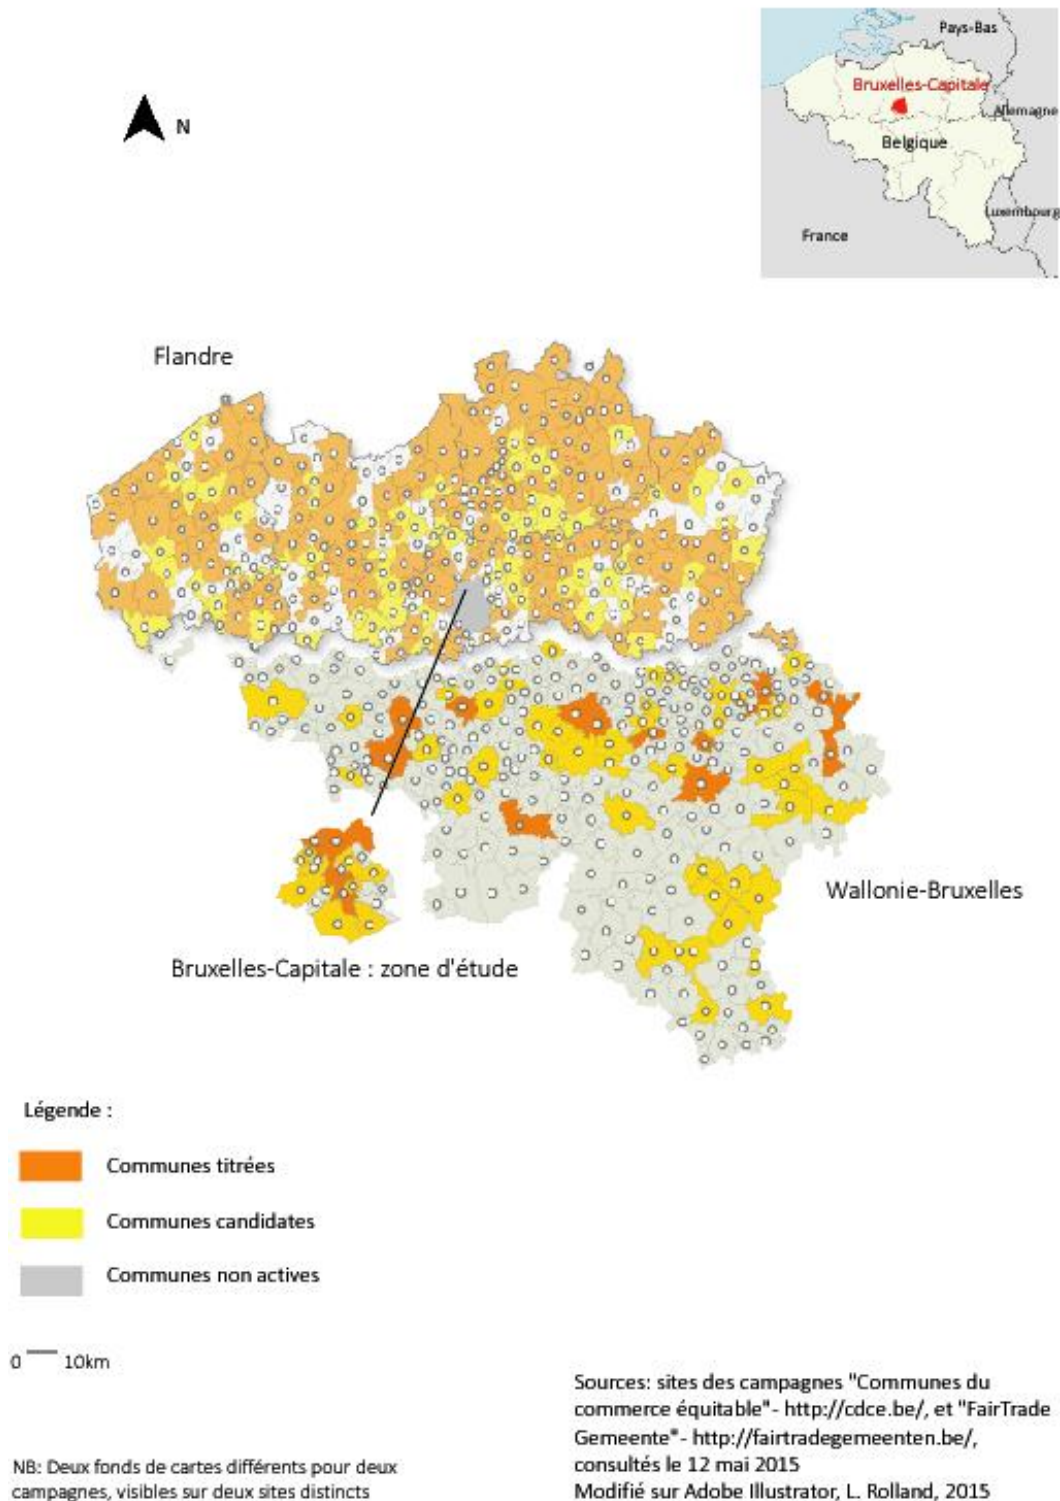 Pays-Bas
Bruxelles-Capitale
Allemagne
Belgique
Luxembourg
France
N
Flandre
Wallonie-Bruxelles
Bruxelles-Capitale : zone d'étude
Légende :
Communes titrées
Communes candidates
Communes non actives
0 10km
Sources: sites des campagnes "Communes du
commerce équitable"- http://cdce.be/, et "FairTrade
Gemeente"- http://fairtradegemeenten.be/,
consultés le 12 mai 2015
Modifié sur Adobe Illustrator, L. Rolland, 2015
NB: Deux fonds de cartes différents pour deux
campagnes, visibles sur deux sites distincts